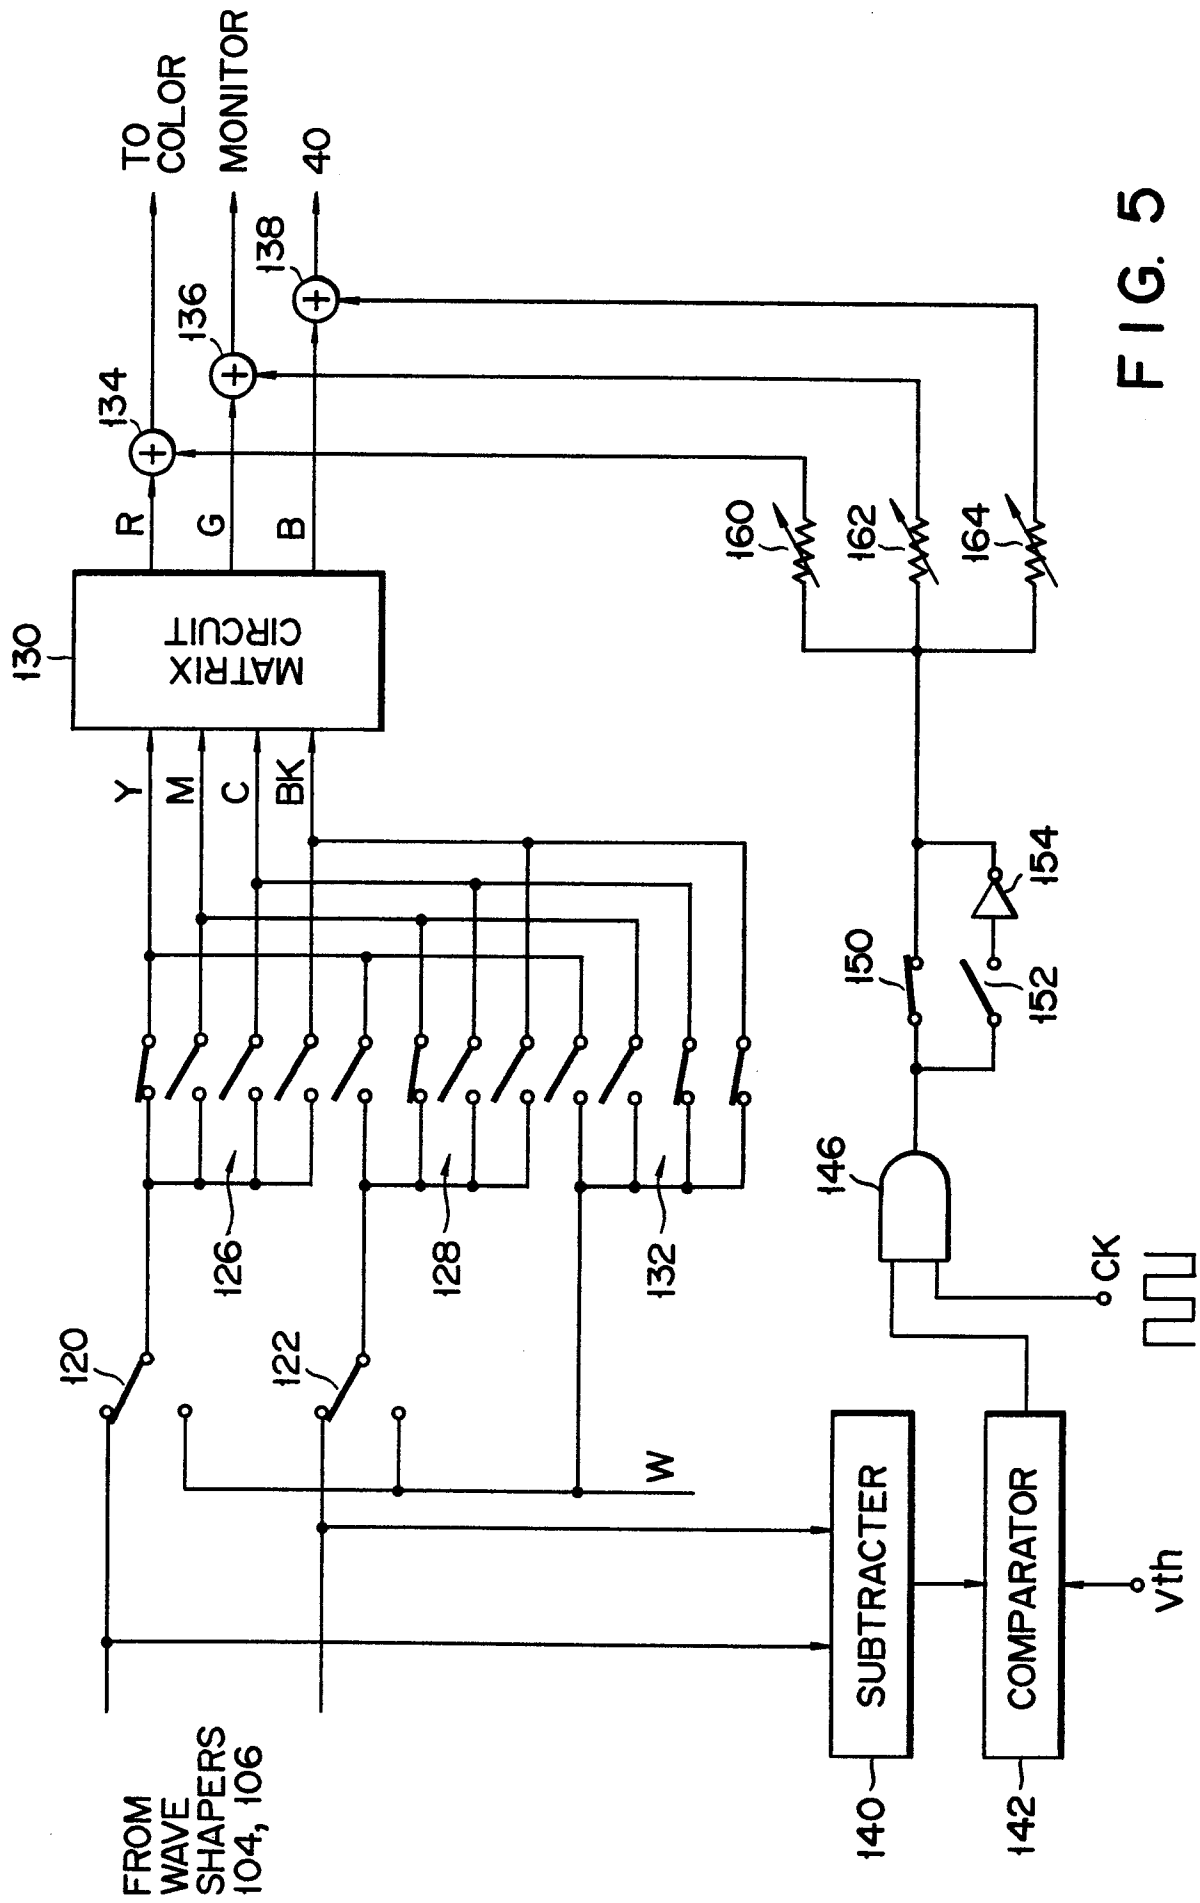 FROM
WAVE
SHAPERS
104, 106
120
122
W
126
128
132
Y
M
C
BK
130
MATRIX
CIRCUIT
R
G
B
134
136
138
TO
COLOR
MONITOR
40
140
SUBTRACTER
142
COMPARATOR
Vth
CK
146
150
152
154
160
162
164
FIG. 5